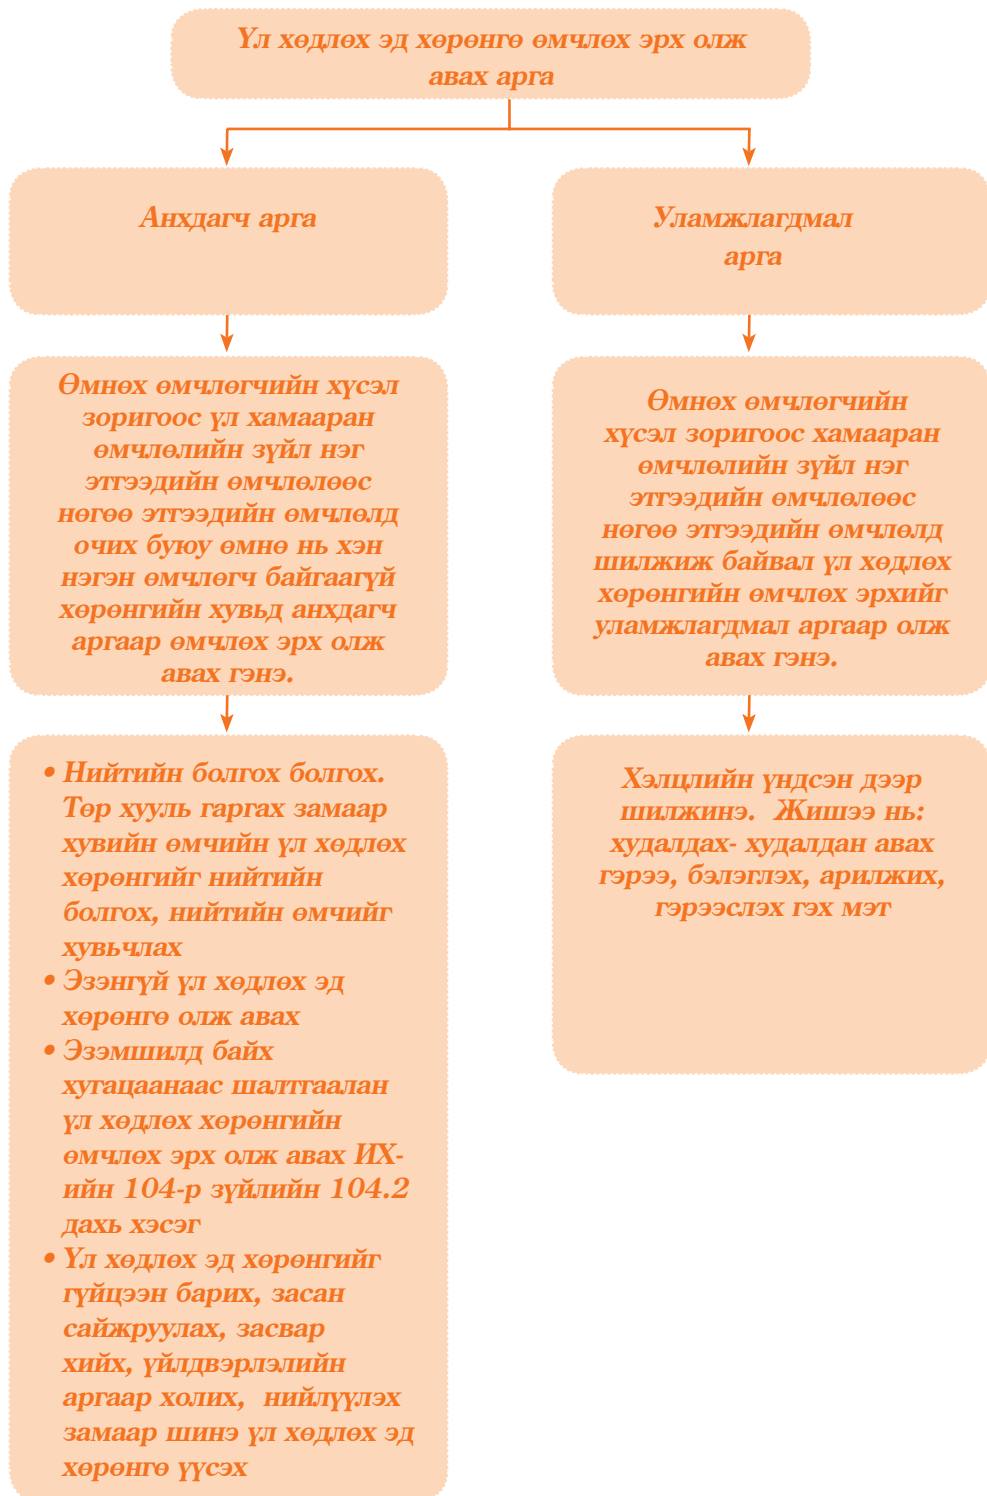 Үл хөдлөх эд хөрөнгө өмчлөх эрх олж
авах арга
Анхдагч арга
Уламжлагдмал
арга
Өмнөх өмчлөгчийн хүсэл
зоригоос үл хамааран
өмчлөлийн зүйл нэг
этгээдийн өмчлөлөөс
нөгөө этгээдийн өмчлөлд
очих буюу өмнө нь хэн
нэгэн өмчлөгч байгаагүй
хөрөнгийн хувьд анхдагч
аргаар өмчлөх эрх олж
авах гэнэ.
Өмнөх өмчлөгчийн
хүсэл зоригоос хамааран
өмчлөлийн зүйл нэг
этгээдийн өмчлөлөөс
нөгөө этгээдийн өмчлөлд
шилжиж байвал үл хөдлөх
хөрөнгийн өмчлөх эрхийг
уламжлагдмал аргаар олж
авах гэнэ.
• Нийтийн болгох болгох.
Төр хууль гаргах замаар
хувийн өмчийн үл хөдлөх
хөрөнгийг нийтийн
болгох, нийтийн өмчийг
хувьчлах
• Эзэнгүй үл хөдлөх эд
хөрөнгө олж авах
• Эзэмшилд байх
хугацаанаас шалтгаалан
үл хөдлөх хөрөнгийн
өмчлөх эрх олж авах ИХ-
ийн 104-р зүйлийн 104.2
дахь хэсэг
• Үл хөдлөх эд хөрөнгийг
гүйцээн барих, засан
сайжруулах, засвар
хийх, үйлдвэрлэлийн
аргаар холих,  нийлүүлэх
замаар шинэ үл хөдлөх эд
хөрөнгө үүсэх
Хэлцлийн үндсэн дээр
шилжинэ.  Жишээ нь:
худалдах- худалдан авах
гэрээ, бэлэглэх, арилжих,
гэрээслэх гэх мэт